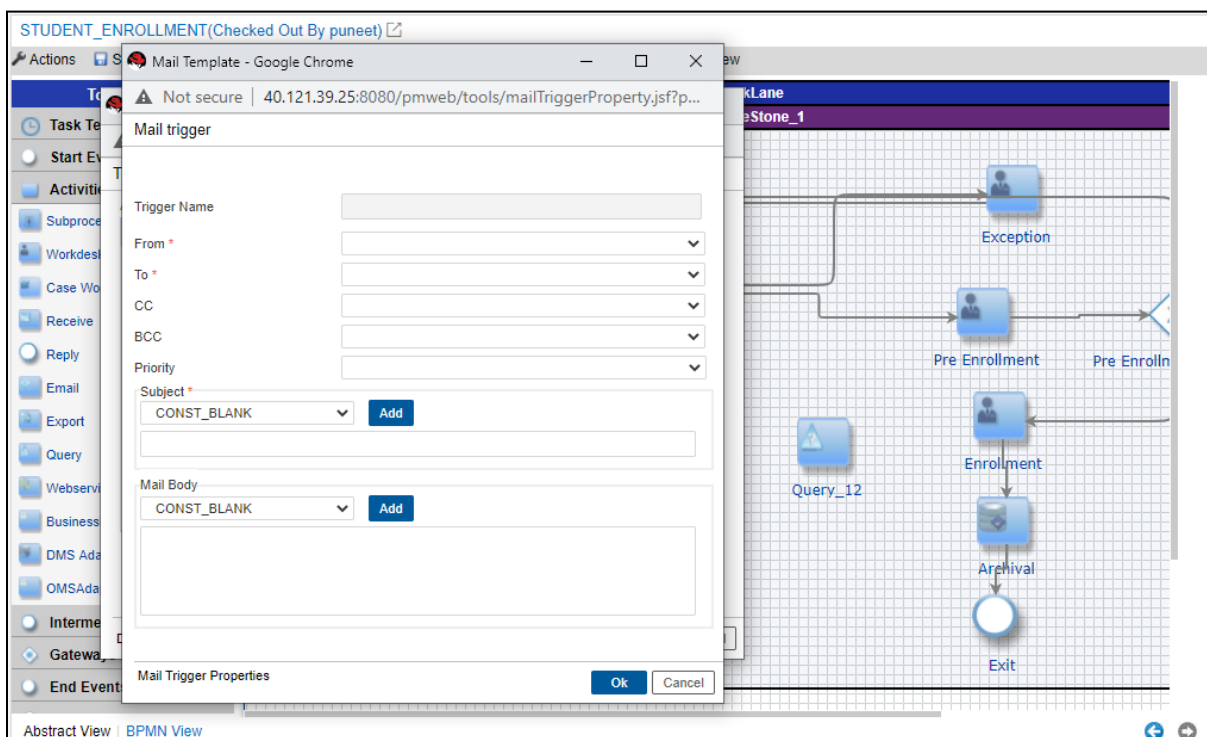 STUDENT_ENROLLMENT(Checked Out By puneet)
Actions
Mail Template - Google Chrome
Not secure | 40.121.39.25:8080/pmweb/tools/mailTriggerProperty.jsf?p...
Mail trigger
Trigger Name
From *
To *
CC
BCC
Priority
Subject *
CONST_BLANK Add
Mail Body
CONST_BLANK Add
Mail Trigger Properties
Ok Cancel
Task Te
Start Ev
Activitie
Subproce
Workdesk
Case Wo
Receive
Reply
Email
Export
Query
Webservi
Business
DMS Ada
OMSAda
Interme
Gateway
End Event
kLane
eStone_1
Exception
Pre Enrollment
Pre Enrolln
Enrollment
Query_12
Archival
Exit
Abstract View | BPMN View